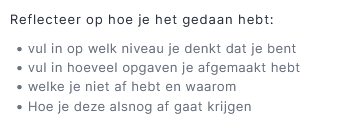 Reflecteer op hoe je het gedaan hebt:
• vul in op welk niveau je denkt dat je bent
• vul in hoeveel opgaven je afgemaakt hebt
• welke je niet af hebt en waarom
• Hoe je deze alsnog af gaat krijgen